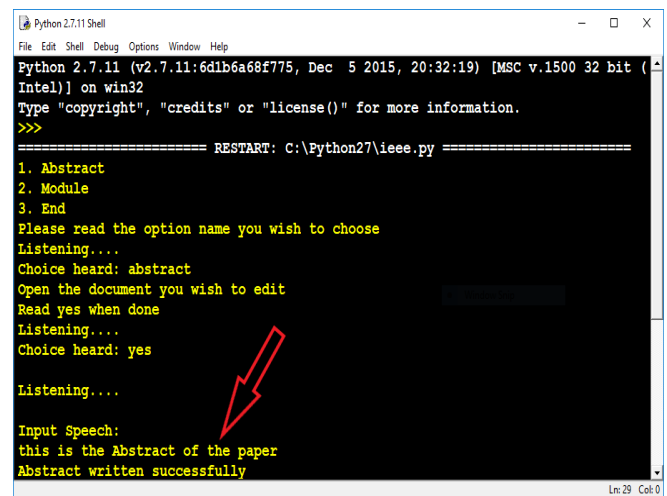 Python 2.7.11 Shell
File Edit Shell Debug Options Window Help
Python 2.7.11 (v2.7.11:6d1b6a68f775, Dec  5 2015, 20:32:19) [MSC v.1500 32 bit (
Intel)] on win32
Type "copyright", "credits" or "license()" for more information.
>>>
======================== RESTART: C:\Python27\ieee.py ========================
1. Abstract
2. Module
3. End
Please read the option name you wish to choose
Listening....
Choice heard: abstract
Open the document you wish to edit
Read yes when done
Listening....
Choice heard: yes
Listening....
Input Speech:
this is the Abstract of the paper
Abstract written successfully
Ln: 29 Col: 0